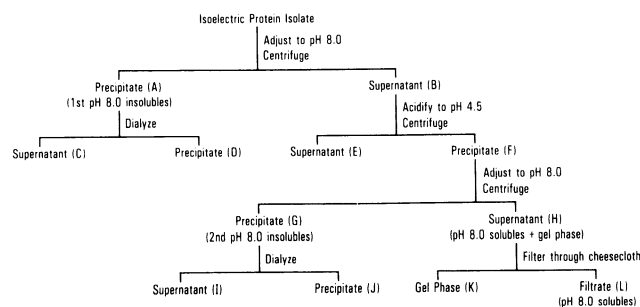 Isoelectric Protein Isolate
Adjust to pH 8.0
Centrifuge
Precipitate (A)
(1st pH 8.0 insolubles)
Supernatant (B)
Dialyze
Acidify to pH 4.5
Centrifuge
Supernatant (C)
Precipitate (D)
Supernatant (E)
Precipitate (F)
Adjust to pH 8.0
Centrifuge
Precipitate (G)
(2nd pH 8.0 insolubles)
Supernatant (H)
(pH 8.0 solubles + gel phase)
Dialyze
Filter through cheesecloth
Supernatant (I)
Precipitate (J)
Gel Phase (K)
Filtrate (L)
(pH 8.0 solubles)